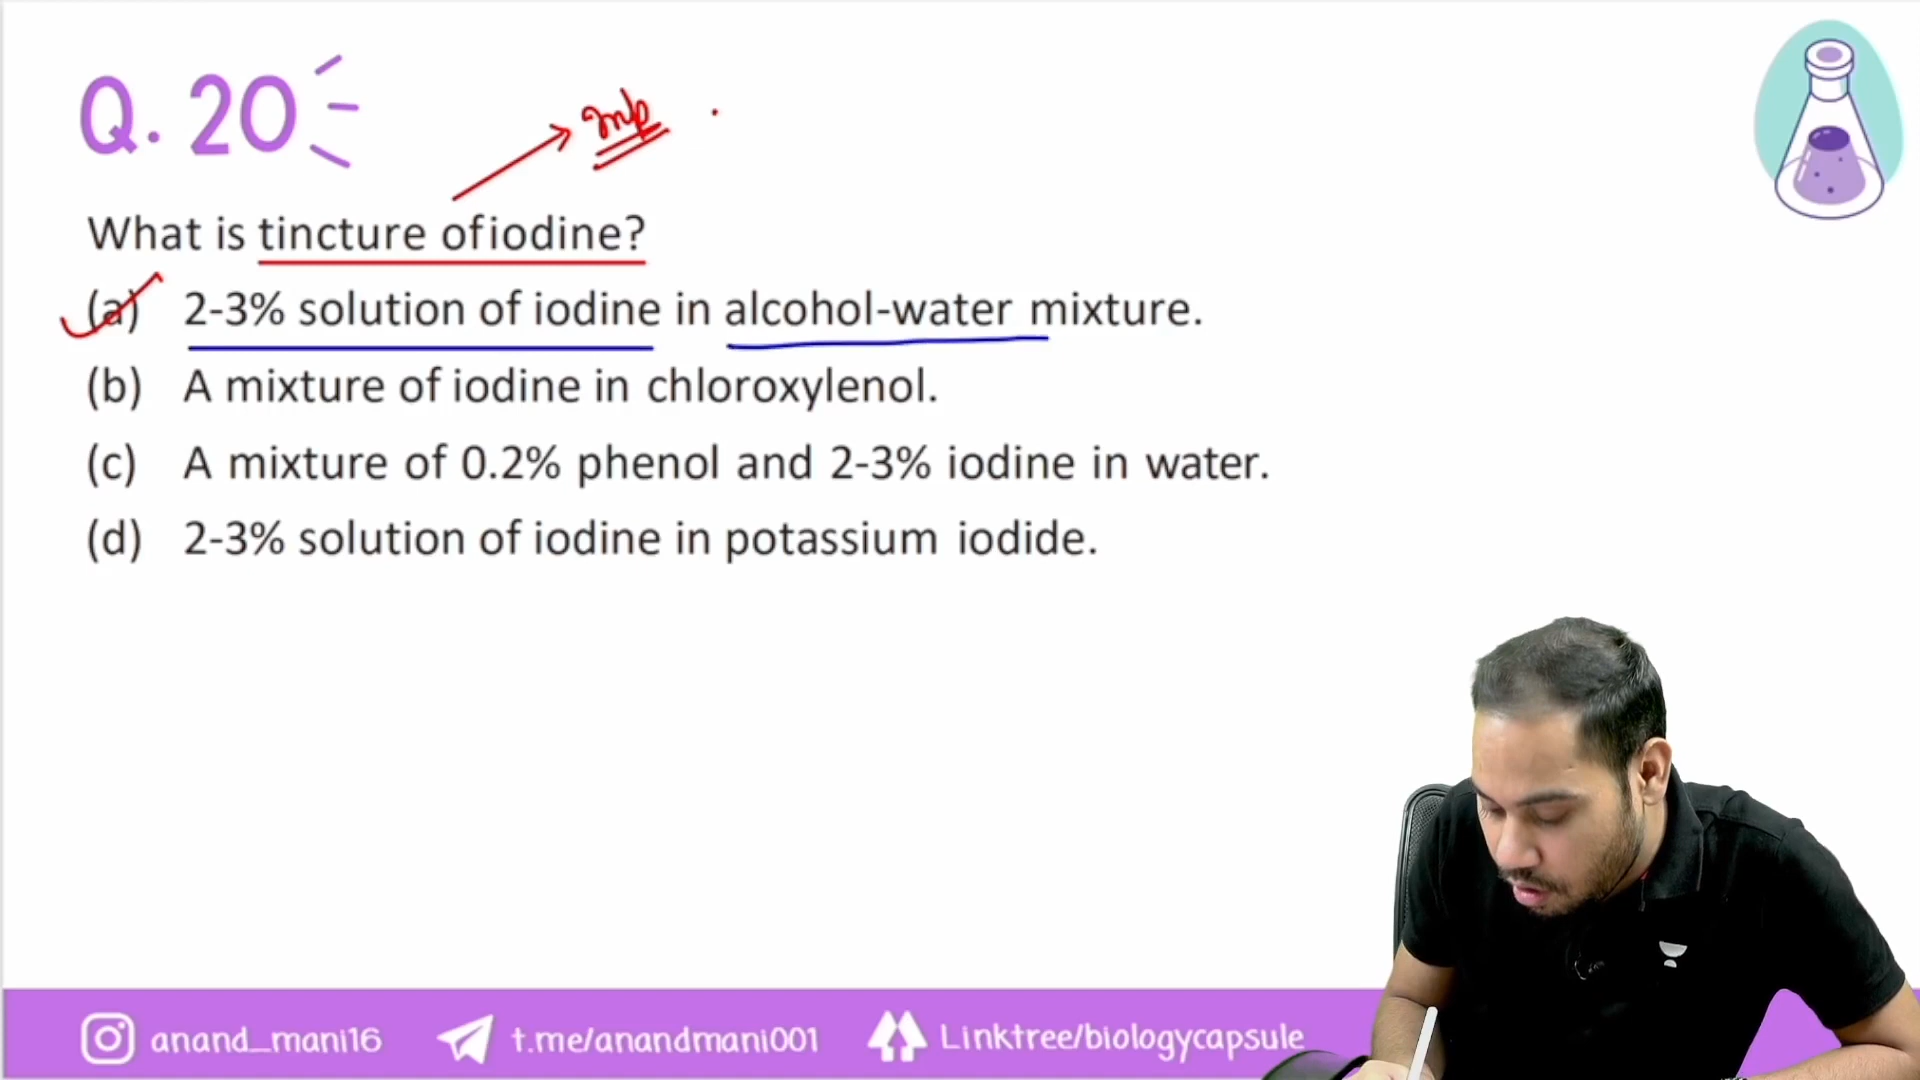 Q. 20
Imp
What is tincture of iodine?
(a) 2-3% solution of iodine in alcohol-water mixture.
(b) A mixture of iodine in chloroxylenol.
(c) A mixture of 0.2% phenol and 2-3% iodine in water.
(d) 2-3% solution of iodine in potassium iodide.
anand_mani16 t.me/anandmani001 Linktree/biologycapsule